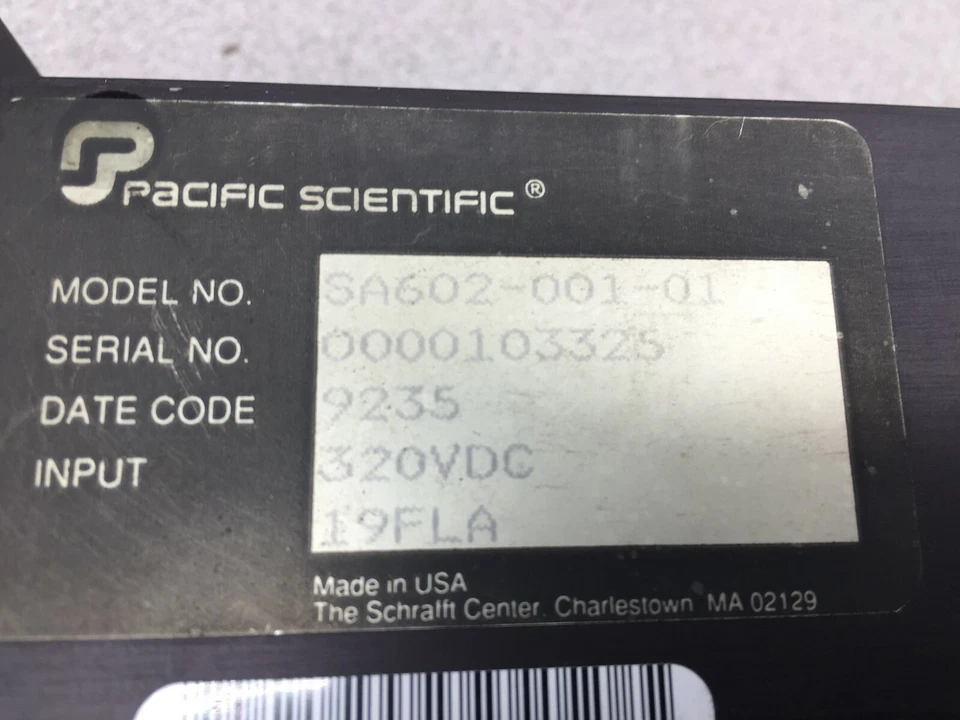 PACIFIC SCIENTIFIC ®
MODEL NO. SA602-001-01
SERIAL NO. 0000103325
DATE CODE 9235
INPUT 320VDC
19FLA
Made in USA
The Schrafft Center, Charlestown MA 02129